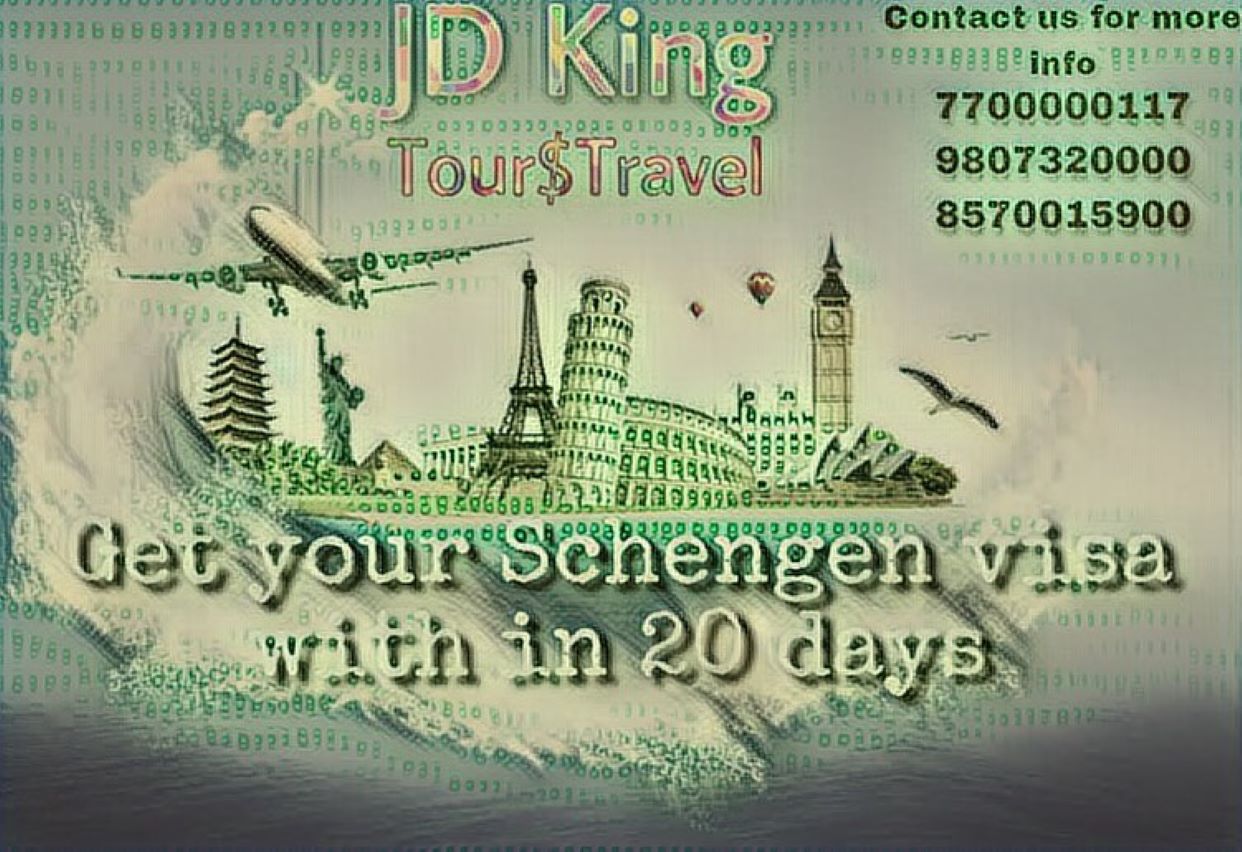 JD King
Tour$Travel
Contact us for more
info
7700000117
9807320000
8570015900
Get your Schengen visa
with in 20 days